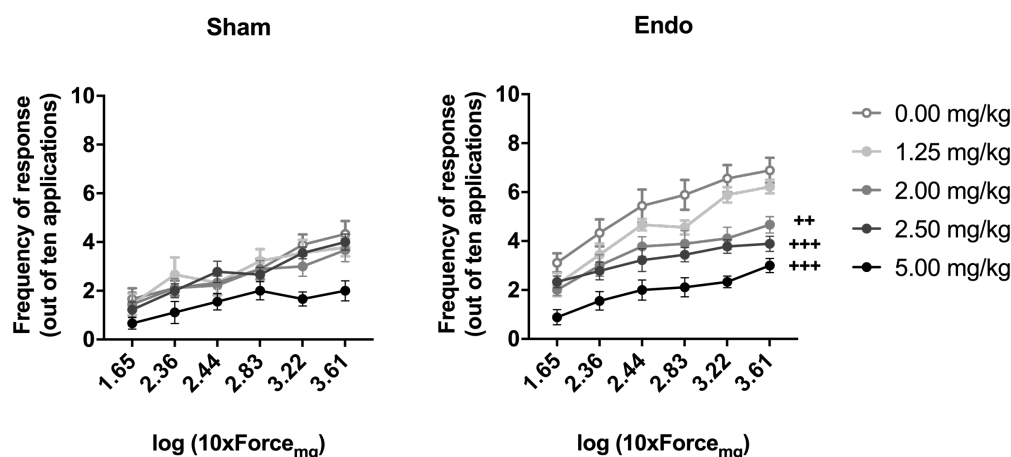 Sham
Frequency of response
(out of ten applications)
10
8
6
4
2
0
1.65
2.36
2.44
2.83
3.22
3.61
log (10xForcemg)
Endo
Frequency of response
(out of ten applications)
10
8
6
4
2
0
1.65
2.36
2.44
2.83
3.22
3.61
log (10xForcemg)
++
+++
+++
0.00 mg/kg
1.25 mg/kg
2.00 mg/kg
2.50 mg/kg
5.00 mg/kg